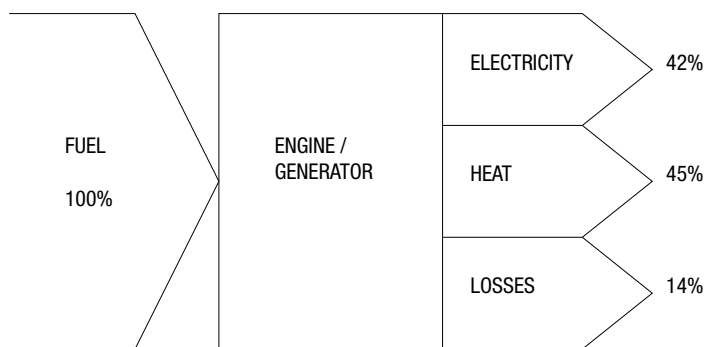 FUEL
100%
ENGINE /
GENERATOR
ELECTRICITY 42%
HEAT 45%
LOSSES 14%